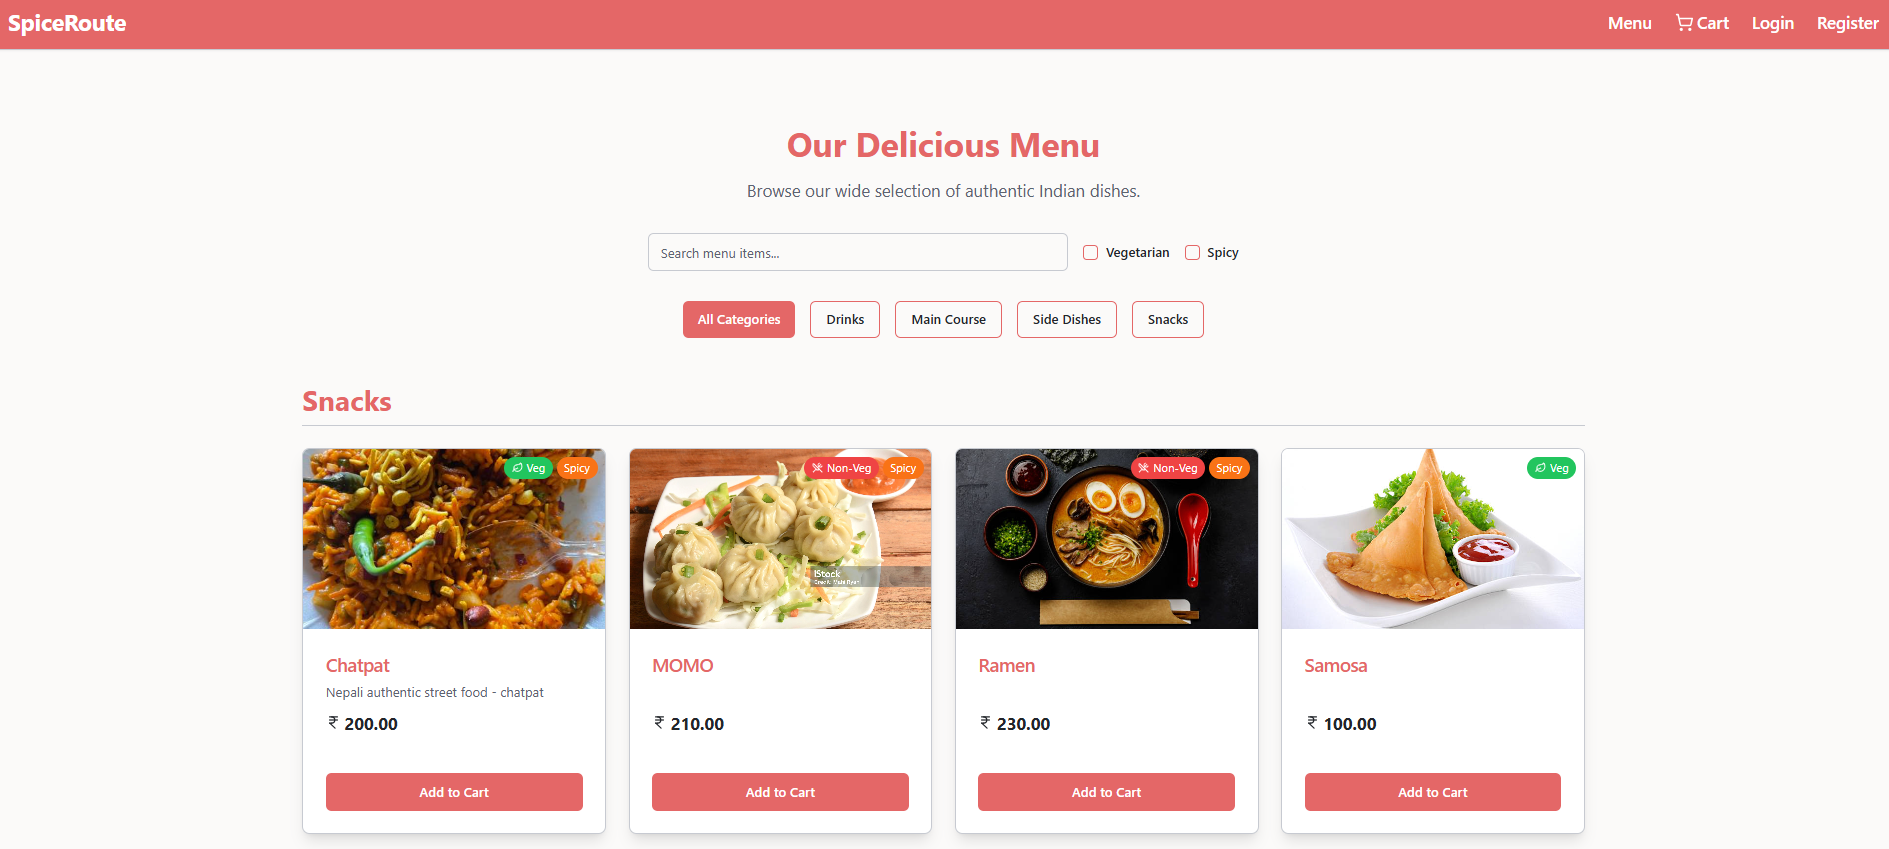 SpiceRoute
Menu Cart Login Register
Our Delicious Menu
Browse our wide selection of authentic Indian dishes.
Search menu items... Vegetarian Spicy
All Categories Drinks Main Course Side Dishes Snacks
Snacks
Veg Spicy
Non-Veg Spicy
Non-Veg Spicy
Veg
iStock
Chatpat
Nepali authentic street food - chatpat
₹ 200.00
Add to Cart
MOMO
₹ 210.00
Add to Cart
Ramen
₹ 230.00
Add to Cart
Samosa
₹ 100.00
Add to Cart